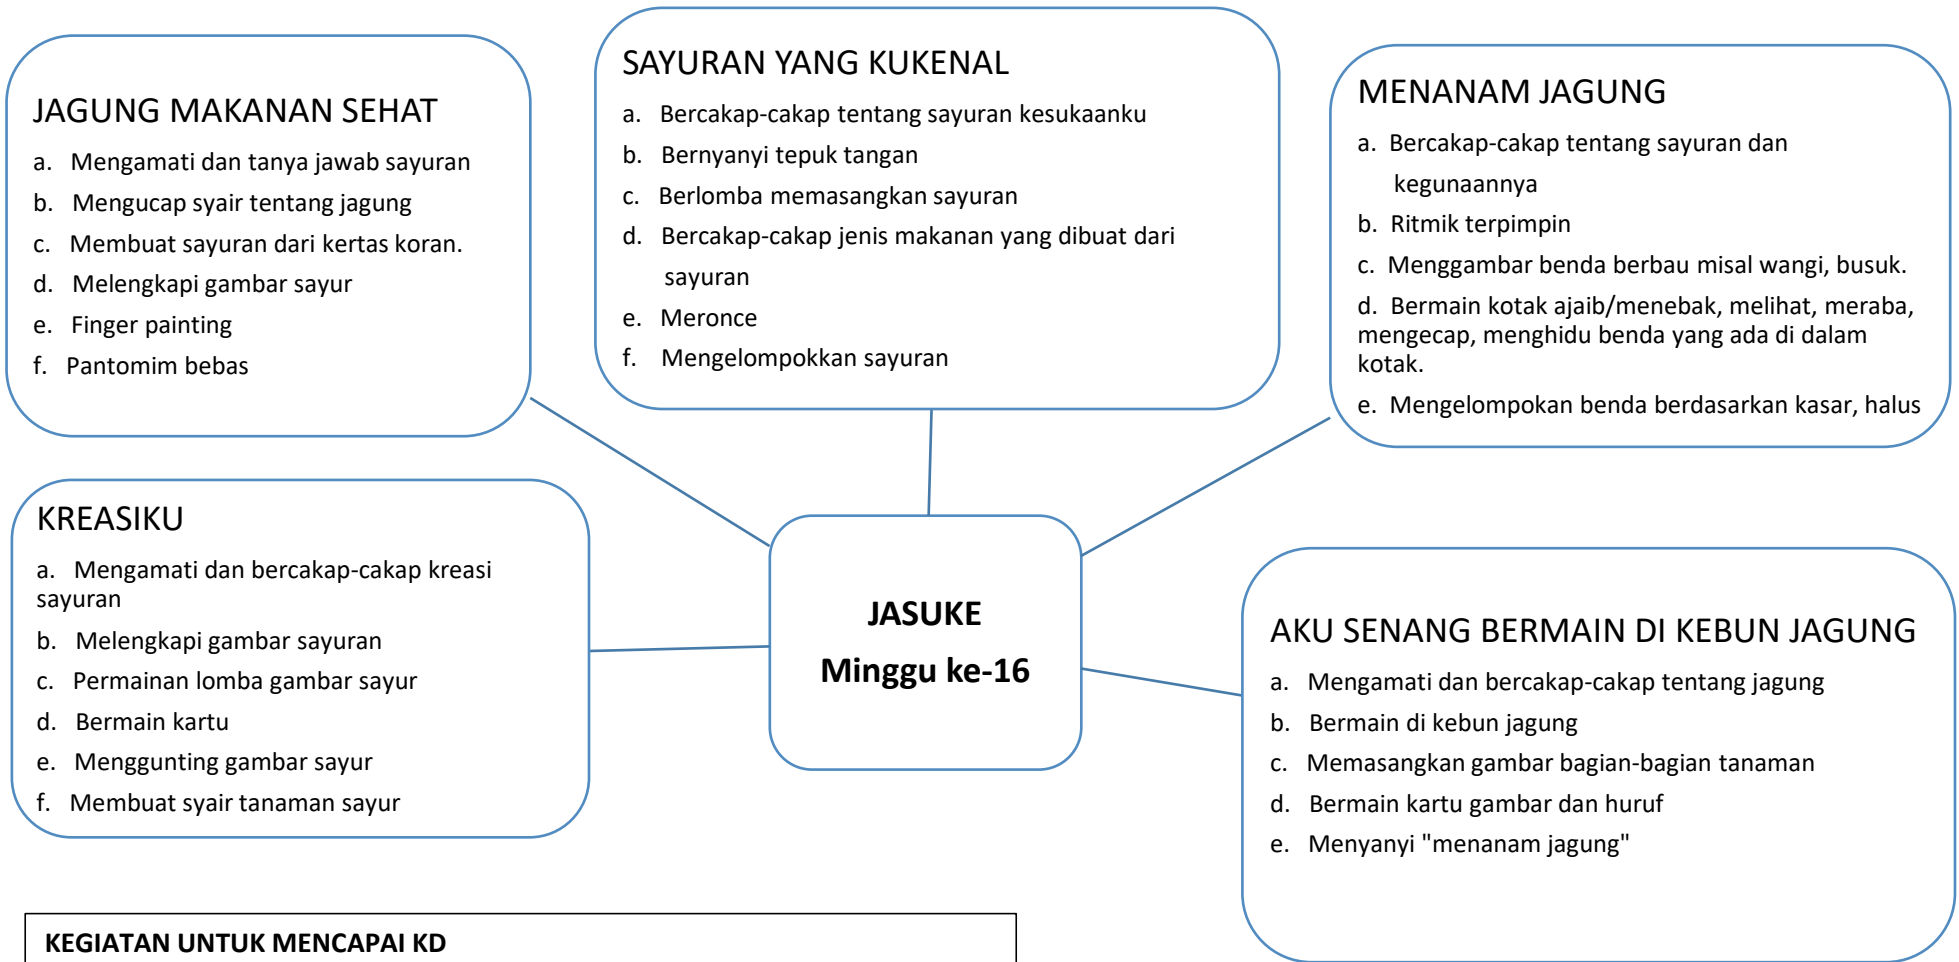 JAGUNG MAKANAN SEHAT
a. Mengamati dan tanya jawab sayuran
b. Mengucap syair tentang jagung
c. Membuat sayuran dari kertas koran.
d. Melengkapi gambar sayur
e. Finger painting
f. Pantomim bebas
SAYURAN YANG KUKENAL
a. Bercakap-cakap tentang sayuran kesukaanku
b. Bernyanyi tepuk tangan
c. Berlomba memasangkan sayuran
d. Bercakap-cakap jenis makanan yang dibuat dari
sayuran
e. Meronce
f. Mengelompokkan sayuran
MENANAM JAGUNG
a. Bercakap-cakap tentang sayuran dan
kegunaannya
b. Ritmik terpimpin
c. Menggambar benda berbau misal wangi, busuk.
d. Bermain kotak ajaib/menebak, melihat, meraba,
mengecap, menghidu benda yang ada di dalam
kotak.
e. Mengelompokan benda berdasarkan kasar, halus
KREASIKU
a. Mengamati dan bercakap-cakap kreasi
sayuran
b. Melengkapi gambar sayuran
c. Permainan lomba gambar sayur
d. Bermain kartu
e. Menggunting gambar sayur
f. Membuat syair tanaman sayur
JASUKE
Minggu ke-16
AKU SENANG BERMAIN DI KEBUN JAGUNG
a. Mengamati dan bercakap-cakap tentang jagung
b. Bermain di kebun jagung
c. Memasangkan gambar bagian-bagian tanaman
d. Bermain kartu gambar dan huruf
e. Menyanyi "menanam jagung"
KEGIATAN UNTUK MENCAPAI KD